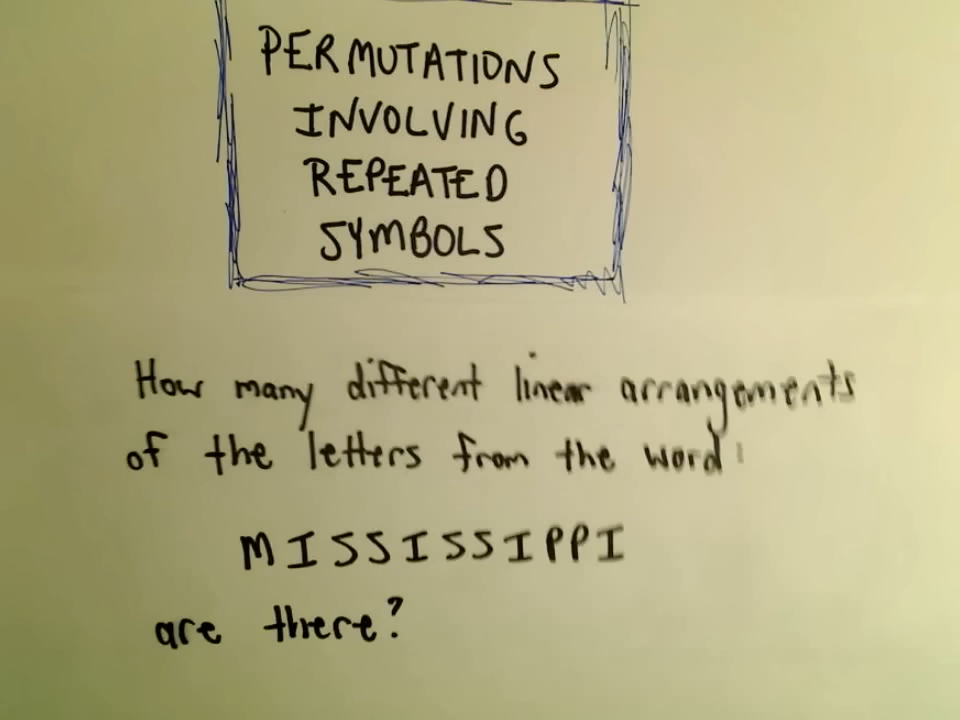 PERMUTATIONS
INVOLVING
REPEATED
SYMBOLS
How many different linear arrangements
of the letters from the word:
MISSISSIPPI
are there?